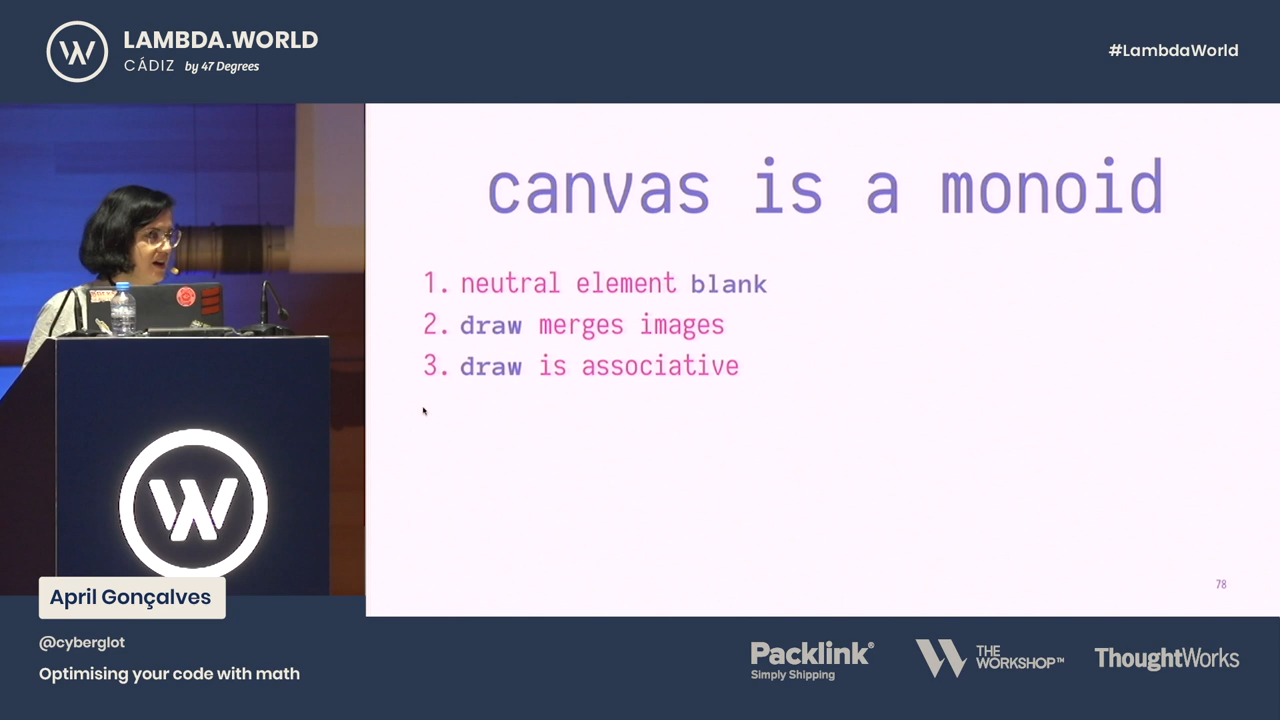 LAMBDA.WORLD
CÁDIZ by 47 Degrees
#LambdaWorld
canvas is a monoid
1. neutral element blank
2. draw merges images
3. draw is associative
78
W
April Gonçalves
@cyberglot
Optimising your code with math
Packlink®
Simply Shipping
THE WORKSHOP™
ThoughtWorks